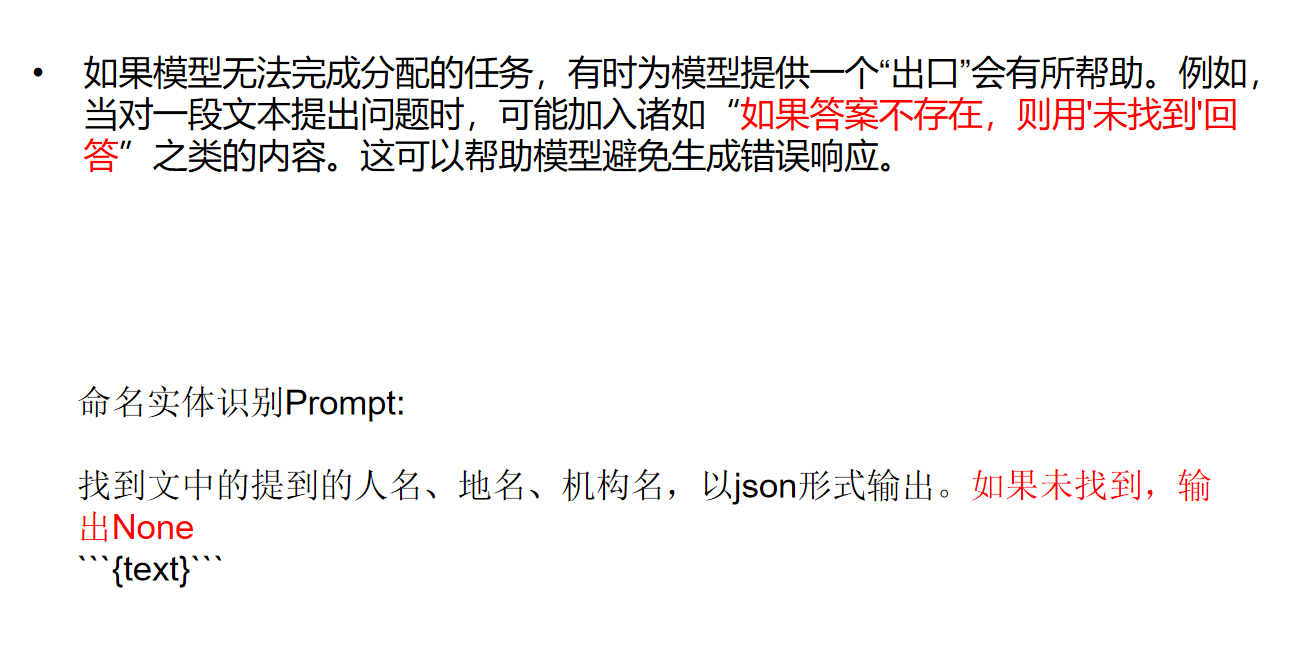 • 如果模型无法完成分配的任务，有时为模型提供一个“出口”会有所帮助。例如，
当对一段文本提出问题时，可能加入诸如“如果答案不存在，则用'未找到'回
答”之类的内容。这可以帮助模型避免生成错误响应。
命名实体识别Prompt:
找到文中的提到的人名、地名、机构名，以json形式输出。如果未找到，输
出None
```{text}```